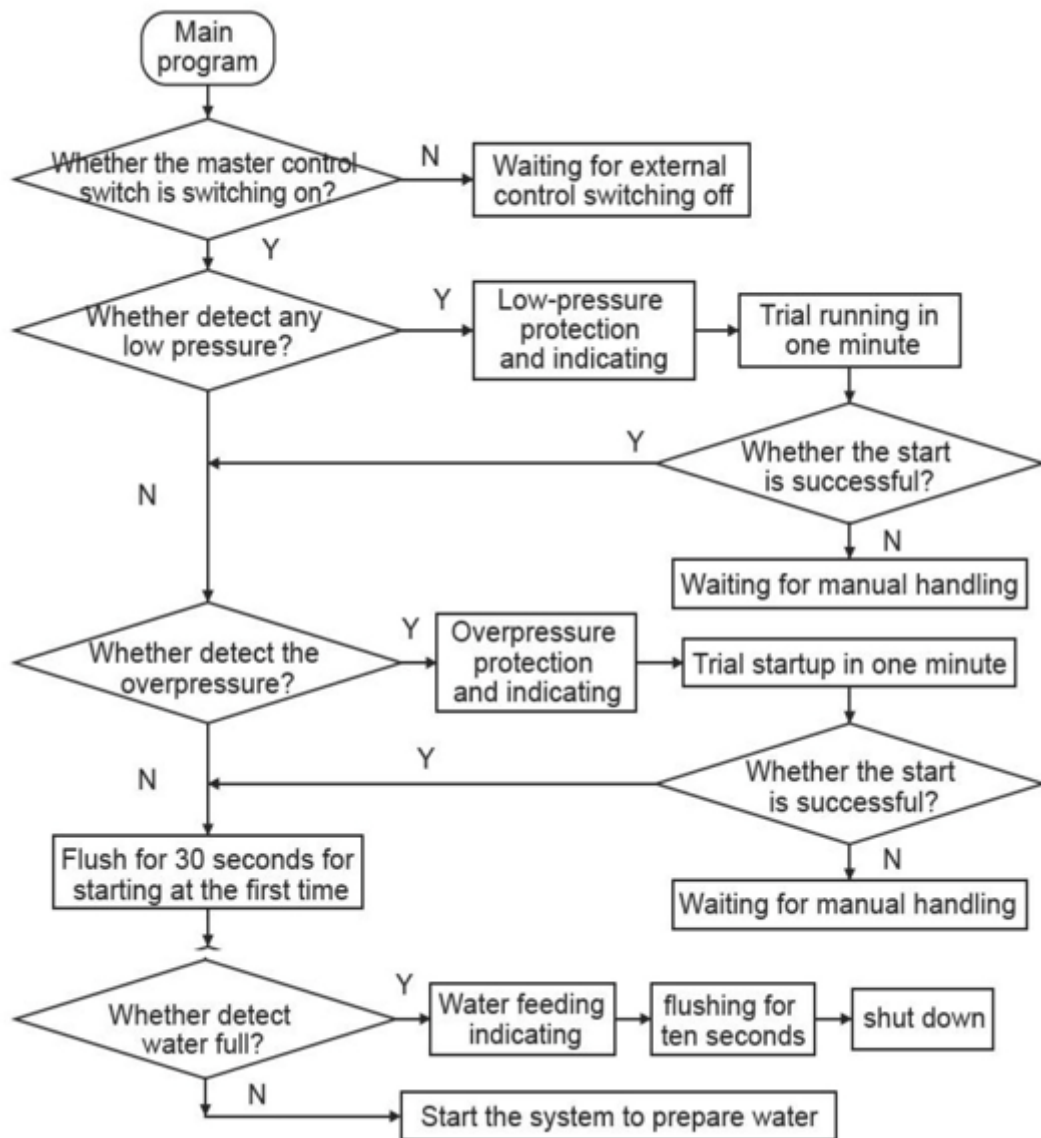 Main
program
Whether the master control
switch is switching on?
N
Waiting for external
control switching off
Y
Whether detect any
low pressure?
Y
Low-pressure
protection
and indicating
Trial running in
one minute
Y
Whether the start
is successful?
N
N
Waiting for manual handling
Whether detect the
overpressure?
Y
Overpressure
protection
and indicating
Trial startup in one minute
N
Y
Whether the start
is successful?
Flush for 30 seconds for
starting at the first time
N
Waiting for manual handling
Whether detect
water full?
Y
Water feeding
indicating
flushing for
ten seconds
shut down
N
Start the system to prepare water